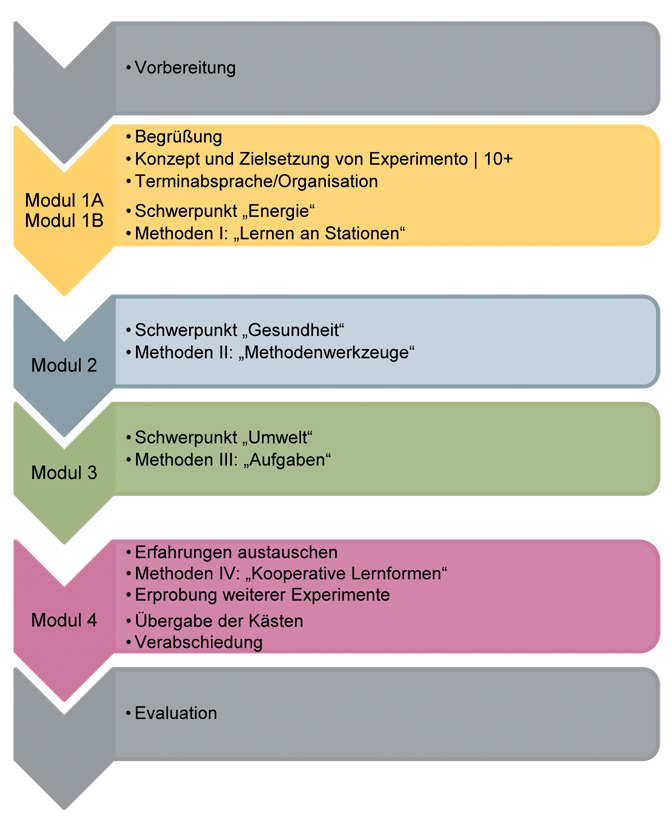 • Vorbereitung
Modul 1A
Modul 1B
• Begrüßung
• Konzept und Zielsetzung von Experimento | 10+
• Terminabsprache/Organisation
• Schwerpunkt „Energie“
• Methoden I: „Lernen an Stationen“
Modul 2
• Schwerpunkt „Gesundheit“
• Methoden II: „Methodenwerkzeuge“
Modul 3
• Schwerpunkt „Umwelt“
• Methoden III: „Aufgaben“
Modul 4
• Erfahrungen austauschen
• Methoden IV: „Kooperative Lernformen“
• Erprobung weiterer Experimente
• Übergabe der Kästen
• Verabschiedung
• Evaluation